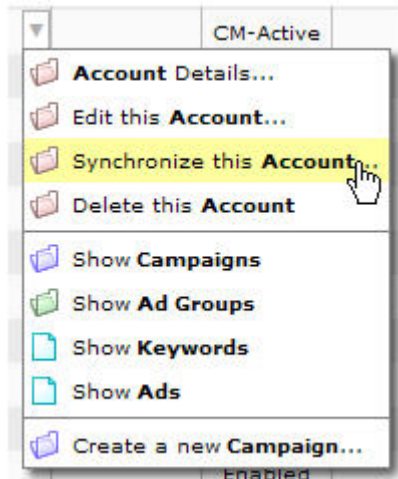 CM-Active
Account Details...
Edit this Account...
Synchronize this Account...
Delete this Account
Show Campaigns
Show Ad Groups
Show Keywords
Show Ads
Create a new Campaign...
Enabled